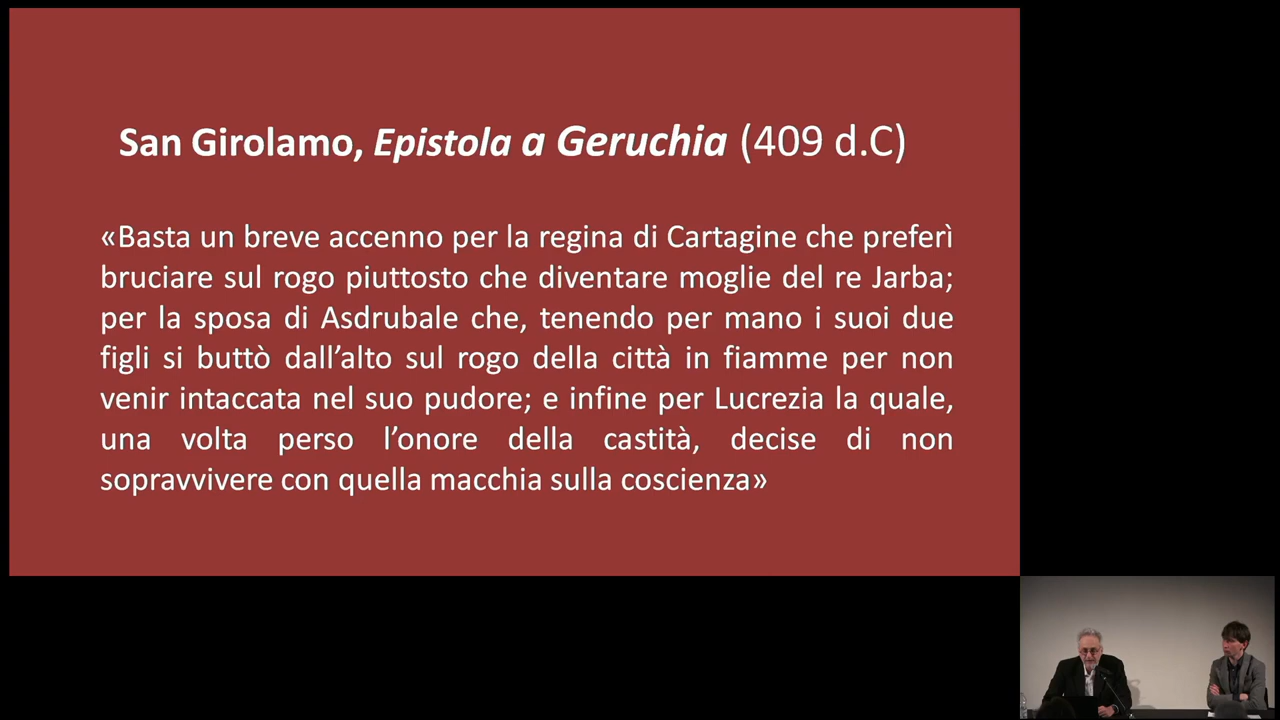 San Girolamo, Epistola a Geruchia (409 d.C)
«Basta un breve accenno per la regina di Cartagine che preferì
bruciare sul rogo piuttosto che diventare moglie del re Jarba;
per la sposa di Asdrubale che, tenendo per mano i suoi due
figli si buttò dall’alto sul rogo della città in fiamme per non
venir intaccata nel suo pudore; e infine per Lucrezia la quale,
una volta perso l’onore della castità, decise di non
sopravvivere con quella macchia sulla coscienza»